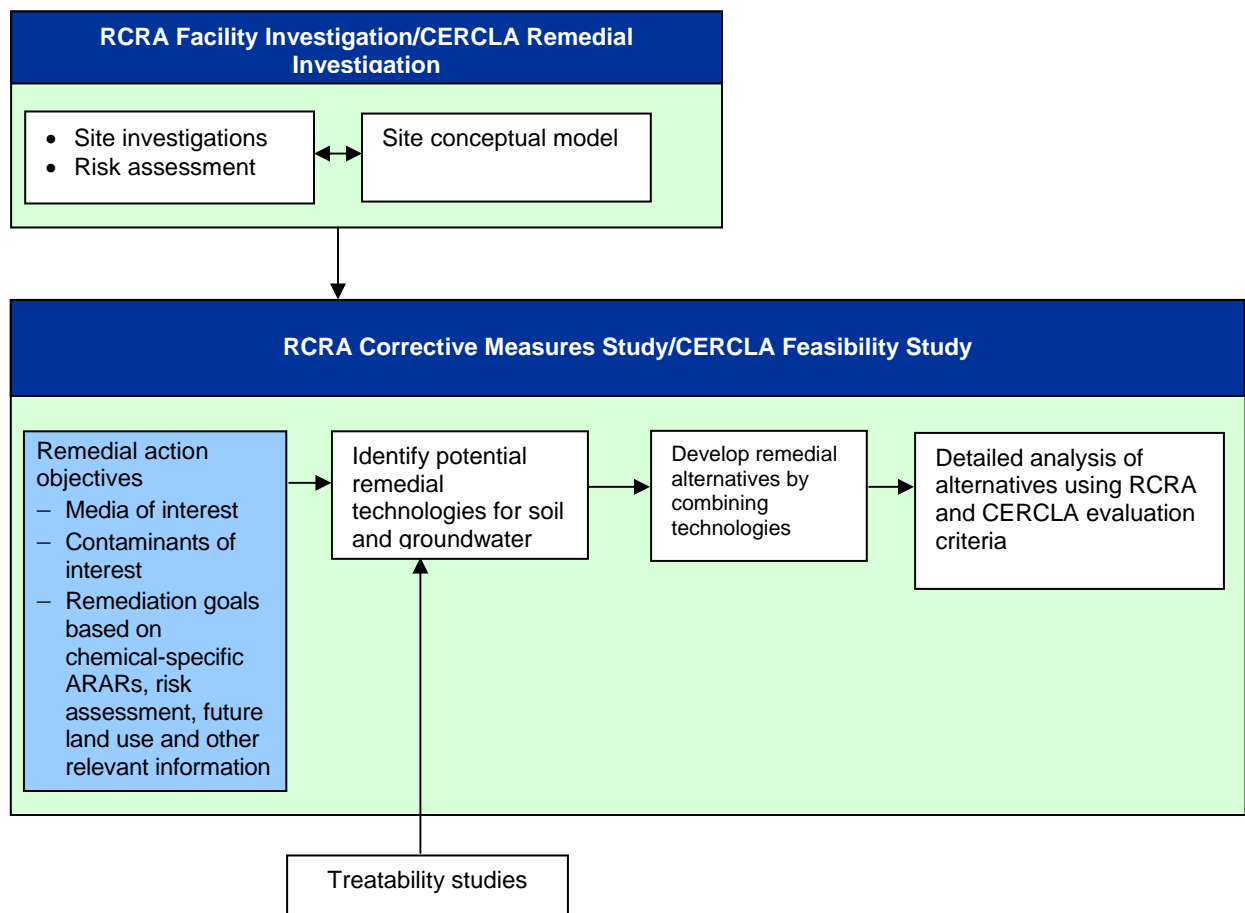 RCRA Facility Investigation/CERCLA Remedial
Investigation
• Site investigations
• Risk assessment
Site conceptual model
RCRA Corrective Measures Study/CERCLA Feasibility Study
Remedial action
objectives
– Media of interest
– Contaminants of
interest
– Remediation goals
based on
chemical-specific
ARARs, risk
assessment, future
land use and other
relevant information
Identify potential
remedial
technologies for soil
and groundwater
Develop remedial
alternatives by
combining
technologies
Detailed analysis of
alternatives using RCRA
and CERCLA evaluation
criteria
Treatability studies